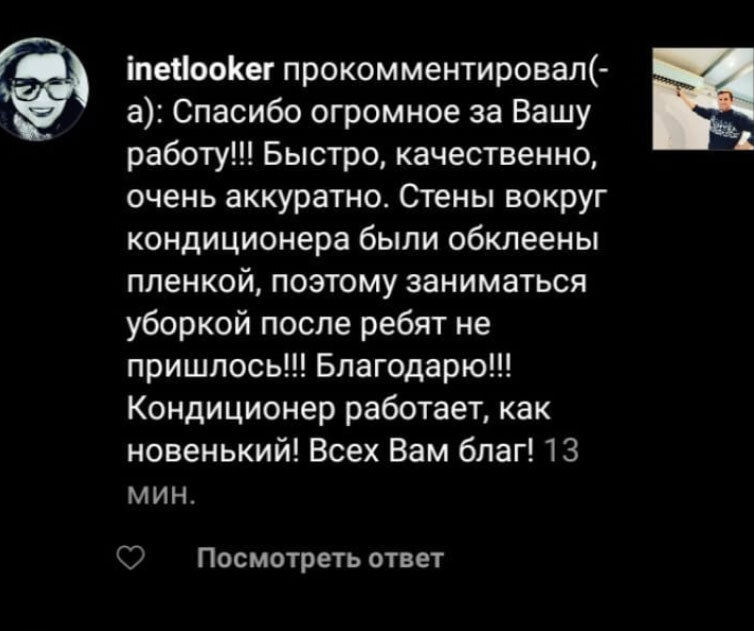 inetlooker прокомментировал(-
а): Спасибо огромное за Вашу
работу!!! Быстро, качественно,
очень аккуратно. Стены вокруг
кондиционера были обклеены
пленкой, поэтому заниматься
уборкой после ребят не
пришлось!!! Благодарю!!!
Кондиционер работает, как
новенький! Всех Вам благ! 13
мин.
Посмотреть ответ